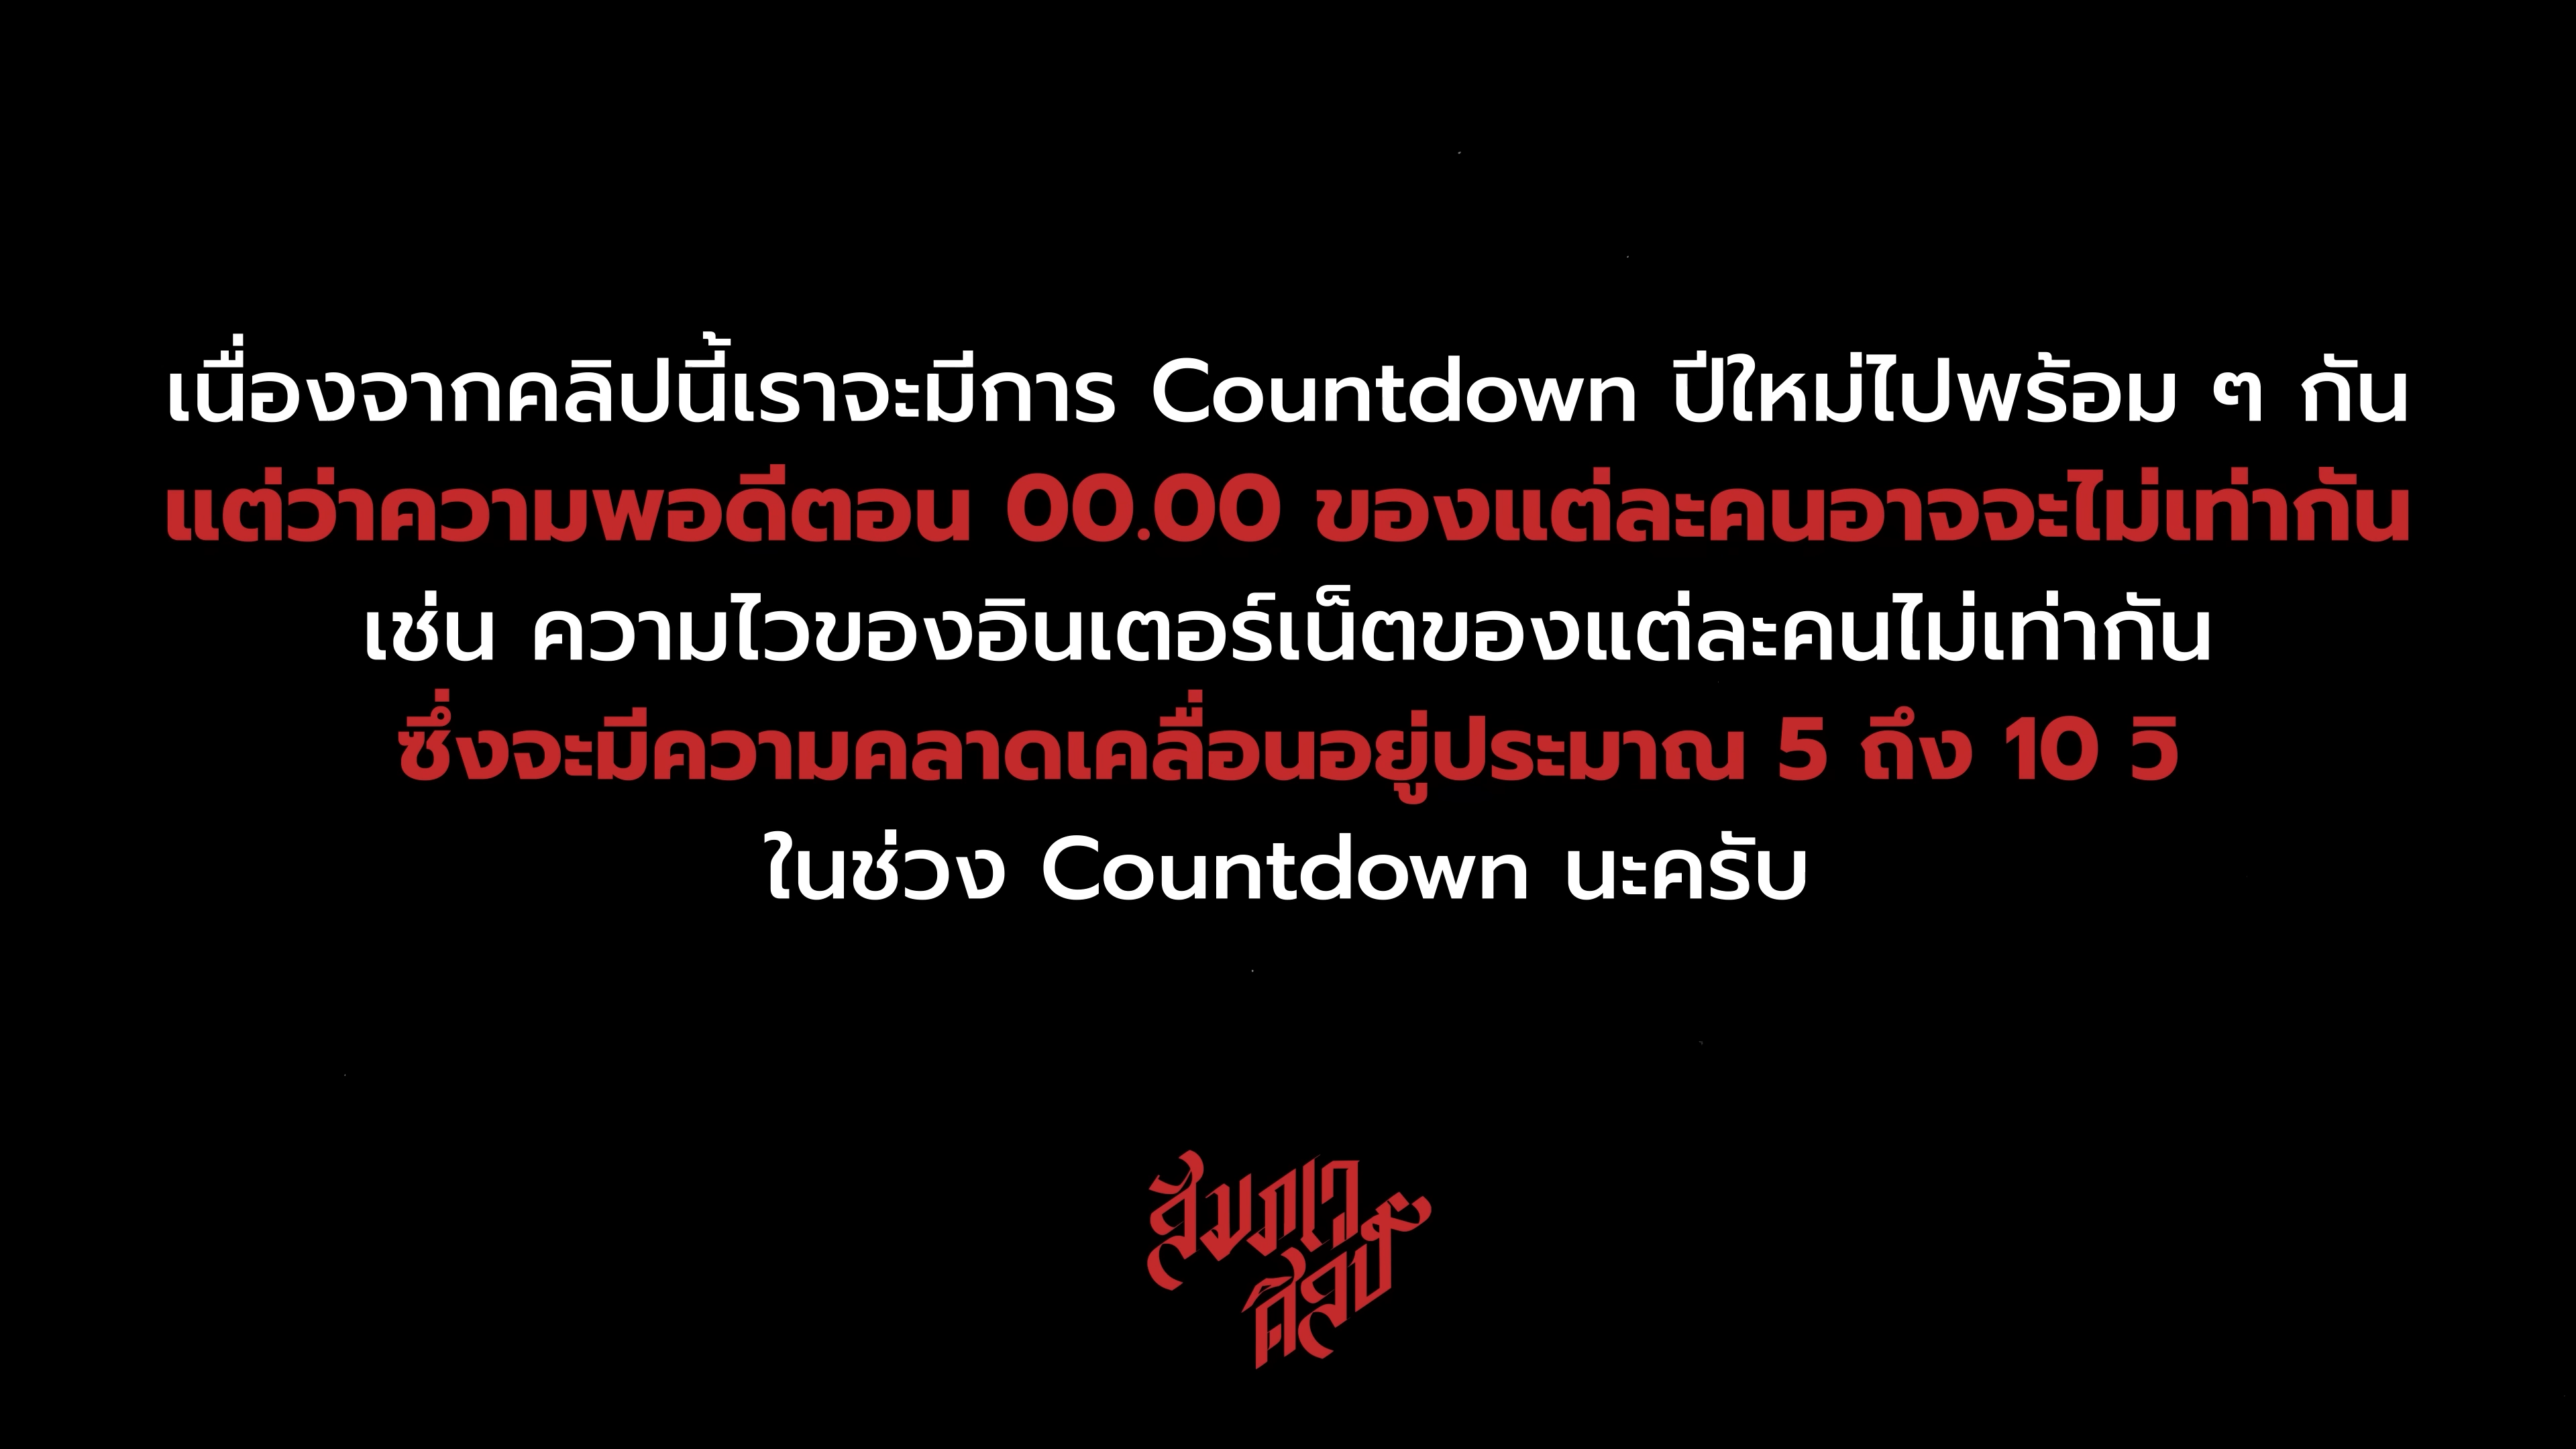 เนื่องจากคลิปนี้เราจะมีการ Countdown ปีใหม่ไปพร้อม ๆ กัน
แต่ว่าความพอดีตอน 00.00 ของแต่ละคนอาจจะไม่เท่ากัน
เช่น ความไวของอินเตอร์เน็ตของแต่ละคนไม่เท่ากัน
ซึ่งจะมีความคลาดเคลื่อนอยู่ประมาณ 5 ถึง 10 วิ
ในช่วง Countdown นะครับ